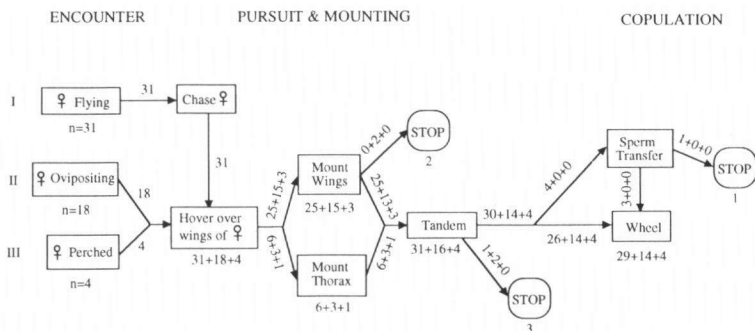 ENCOUNTER
PURSUIT & MOUNTING
COPULATION
I
♀ Flying
n=31
31
Chase ♀
31
II
♀ Ovipositing
n=18
18
III
♀ Perched
n=4
4
Hover over
wings of ♀
31+18+4
25+15+3
6+3+1
Mount
Wings
25+15+3
Mount
Thorax
6+3+1
0+2+0
STOP
2
25+13+3
6+3+1
Tandem
31+16+4
1+2+0
STOP
3
30+14+4
4+0+0
26+14+4
Sperm
Transfer
1+0+0
STOP
1
3+0+0
Wheel
29+14+4